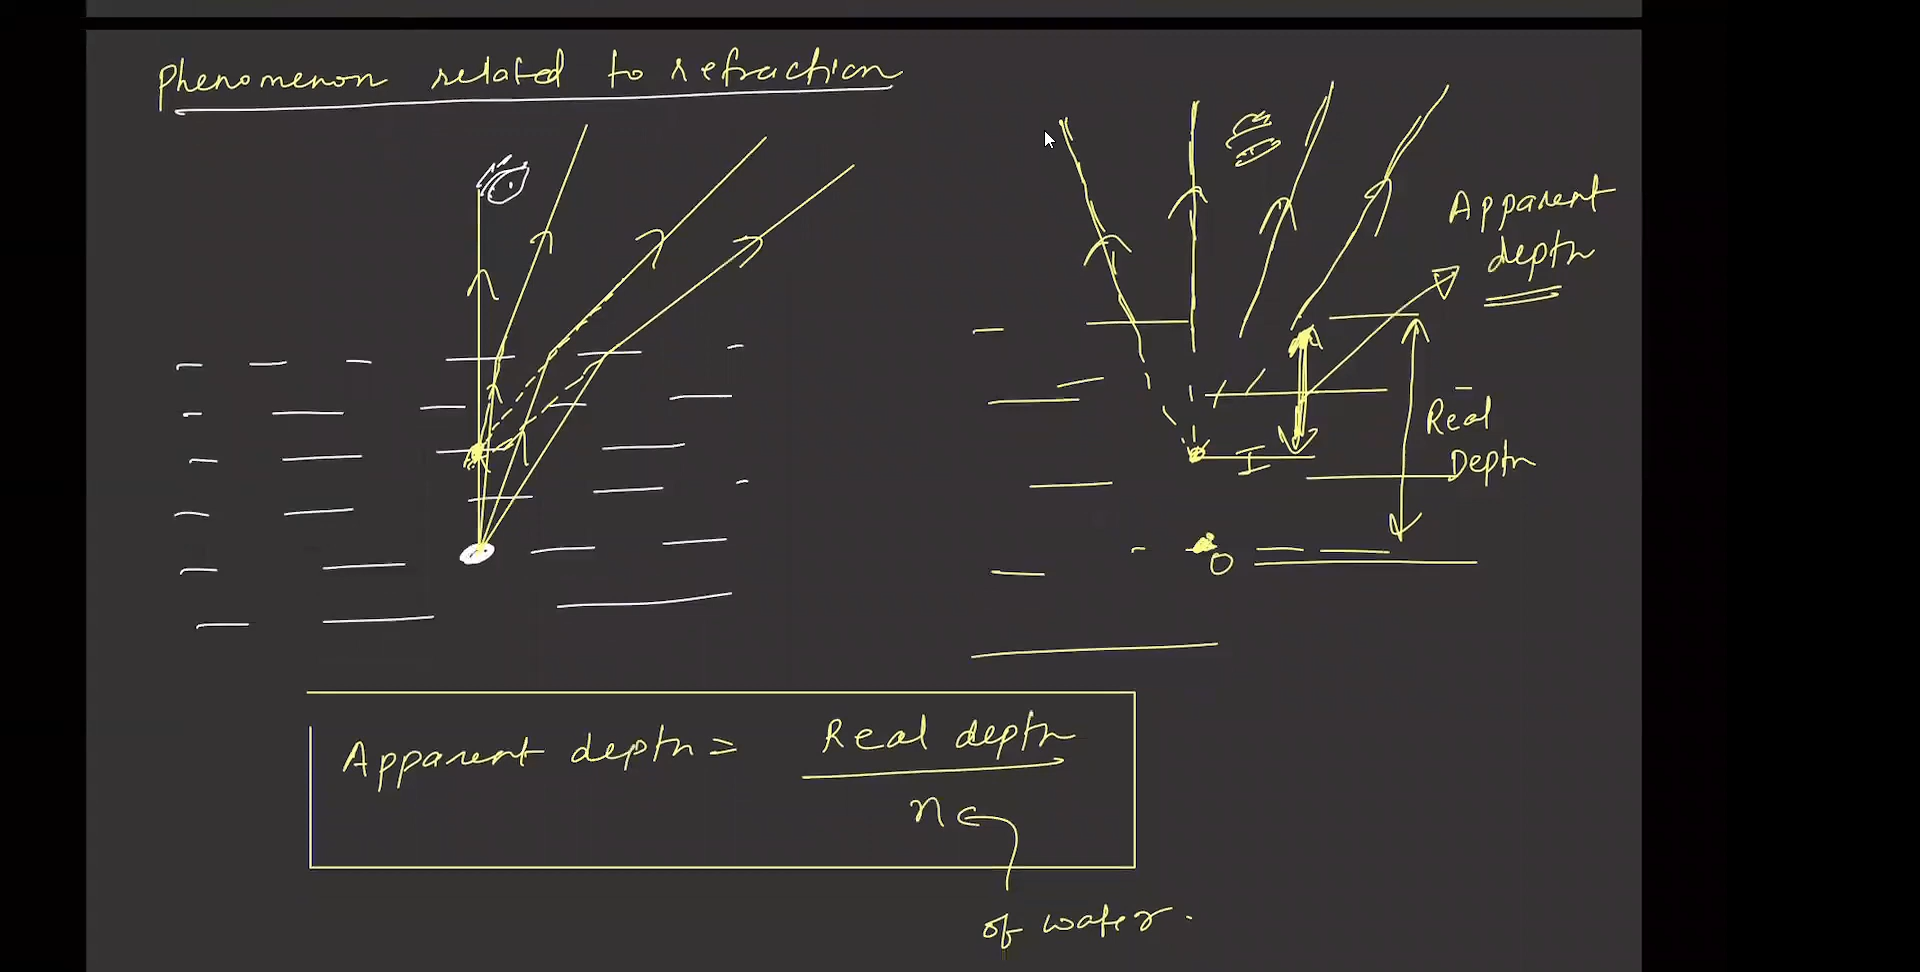 Phenomenon related to refraction
Apparent
depth
Real
Depth
I
O
Apparent depth = Real depth
n
of water.